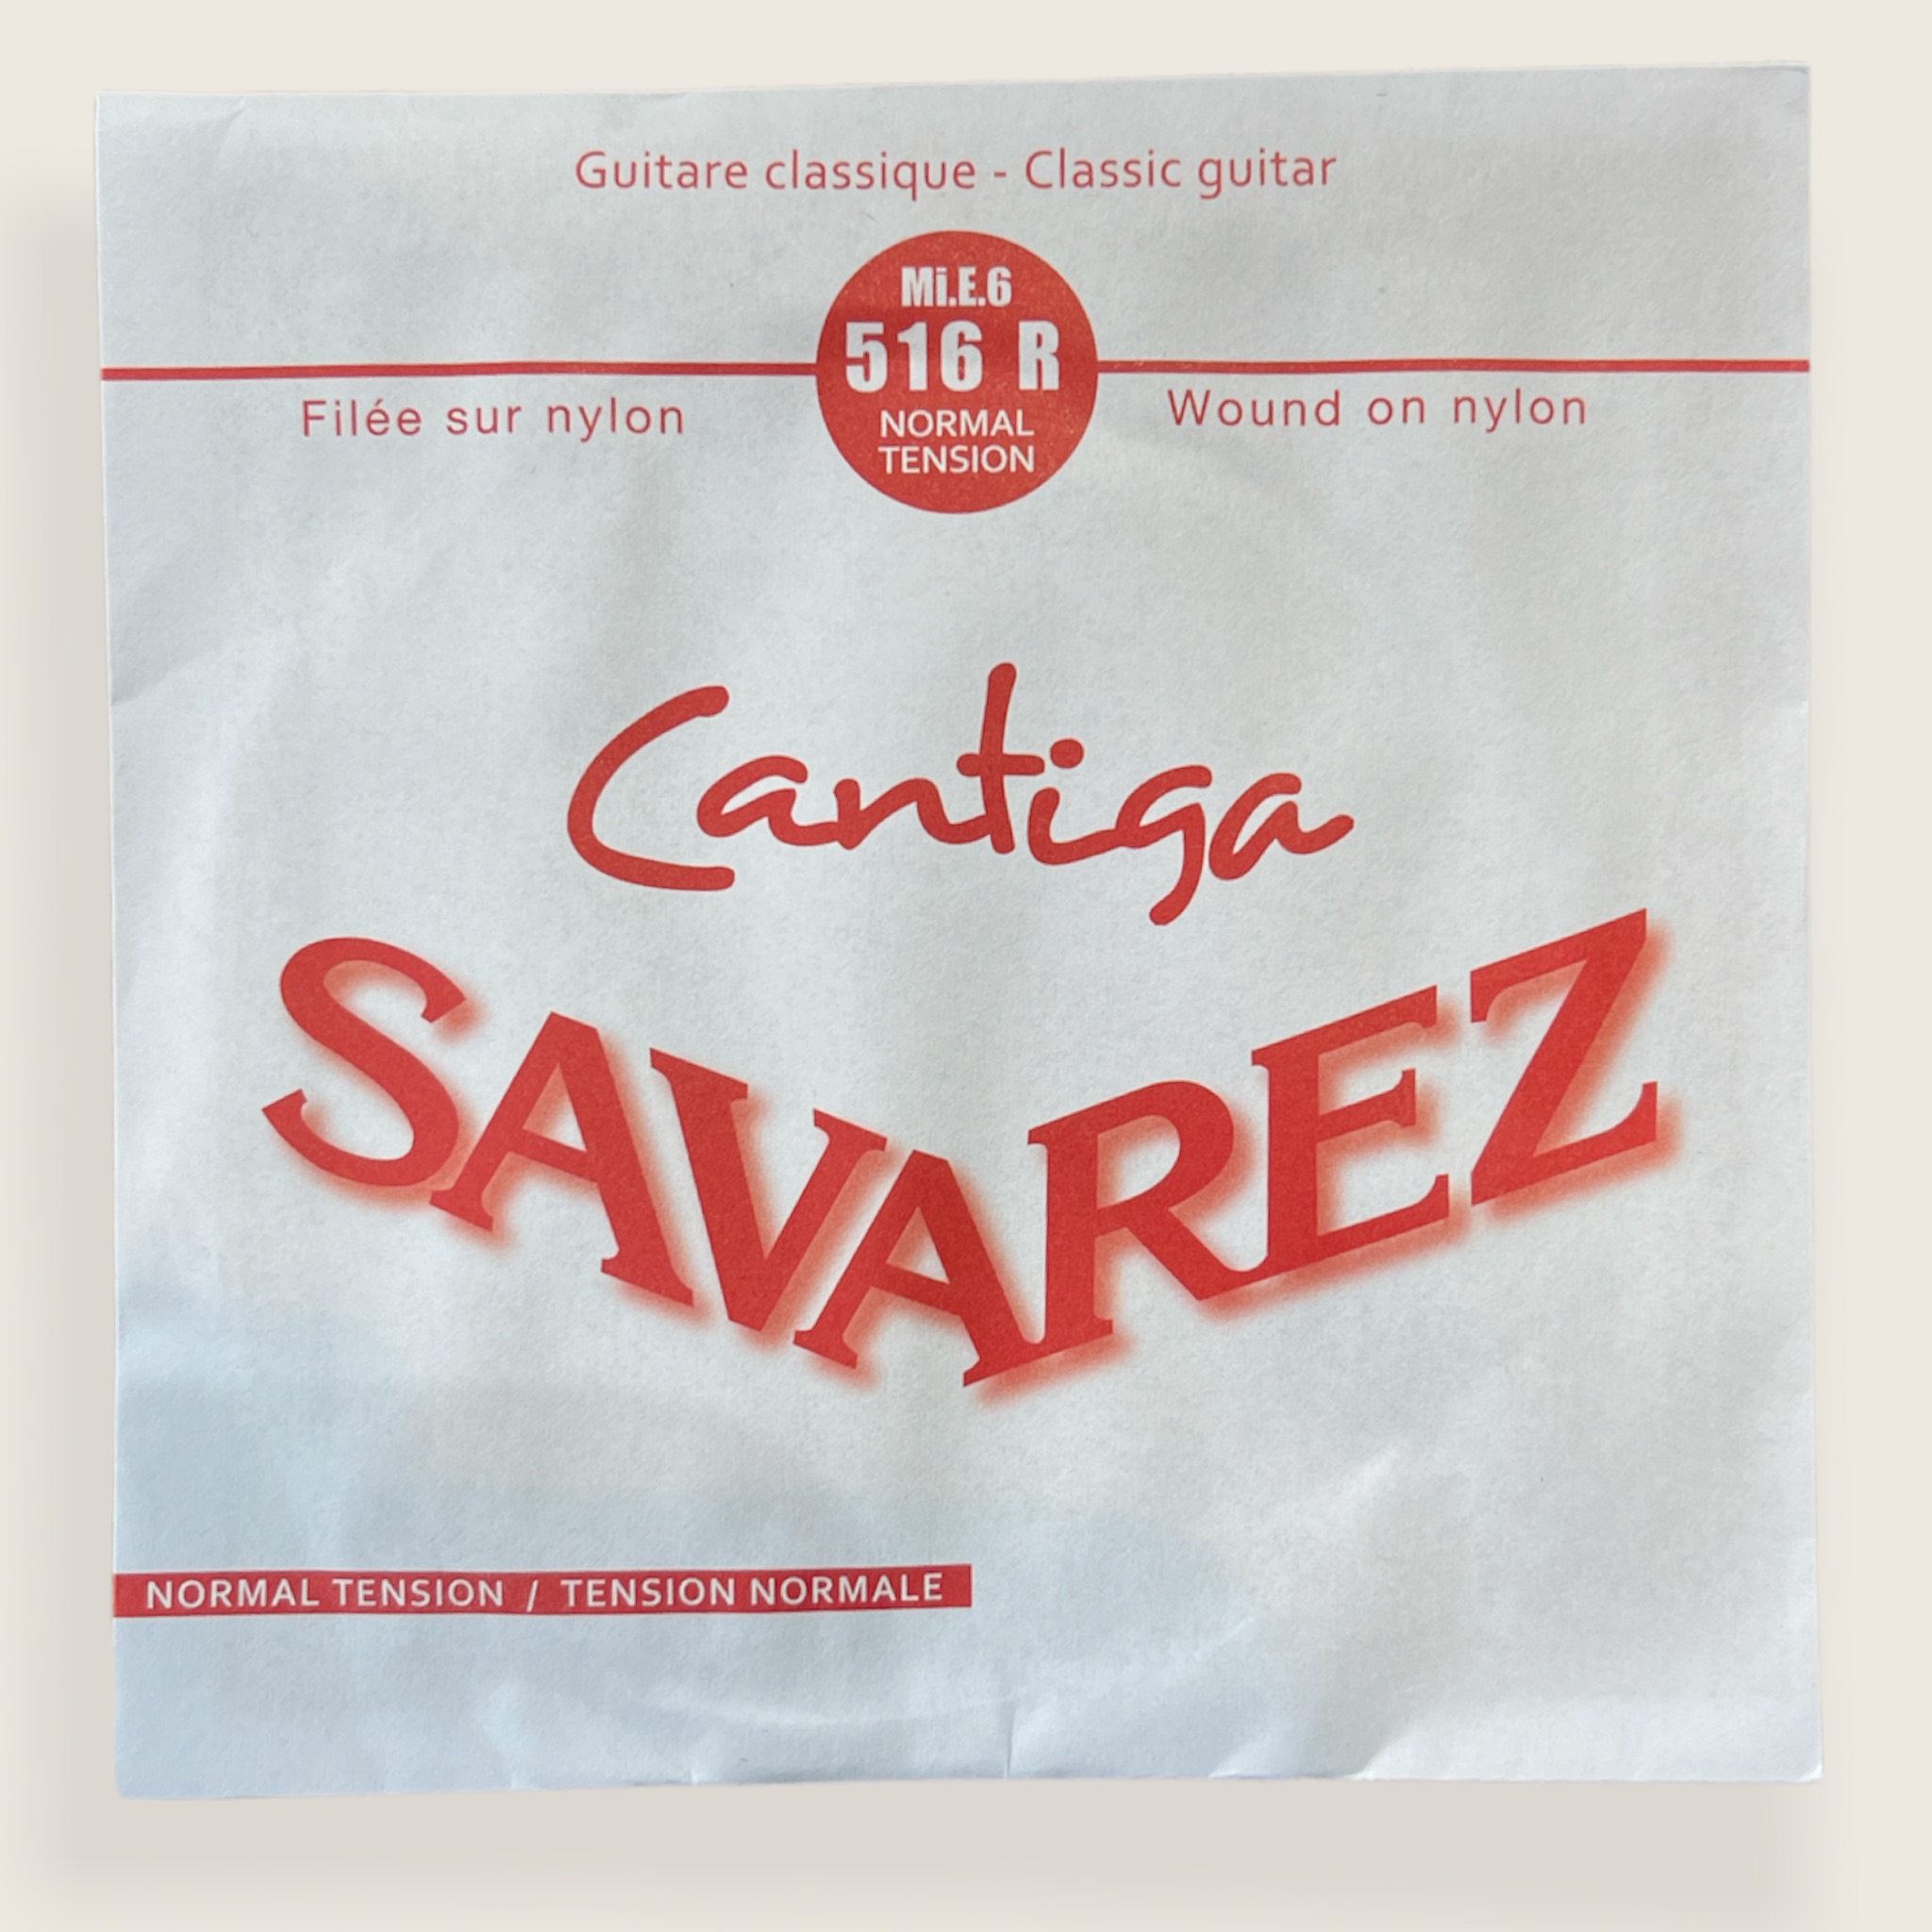 Guitare classique - Classic guitar
Mi.E.6
516 R
NORMAL
TENSION
Filée sur nylon
Wound on nylon
Cantiga
SAVAREZ
NORMAL TENSION / TENSION NORMALE